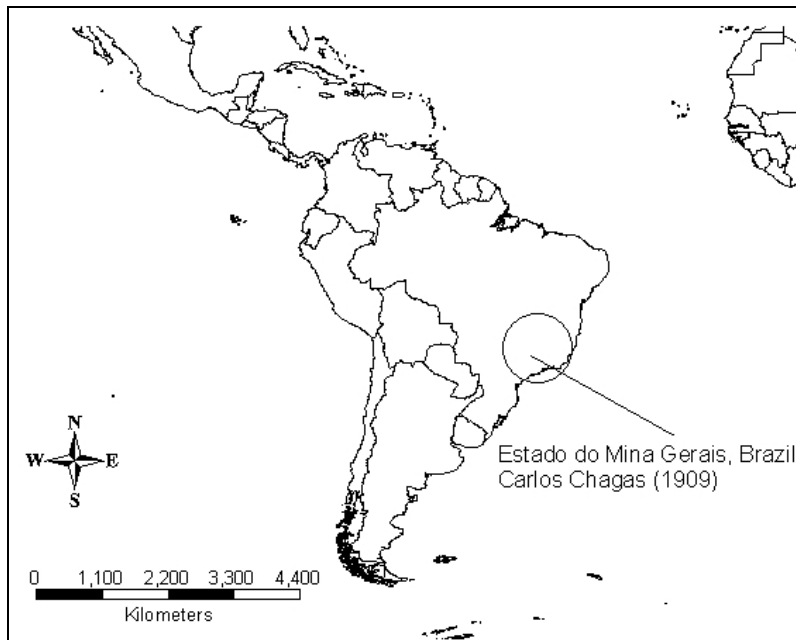 Estado do Mina Gerais, Brazil
Carlos Chagas (1909)
N
W E
S
0 1,100 2,200 3,300 4,400
Kilometers